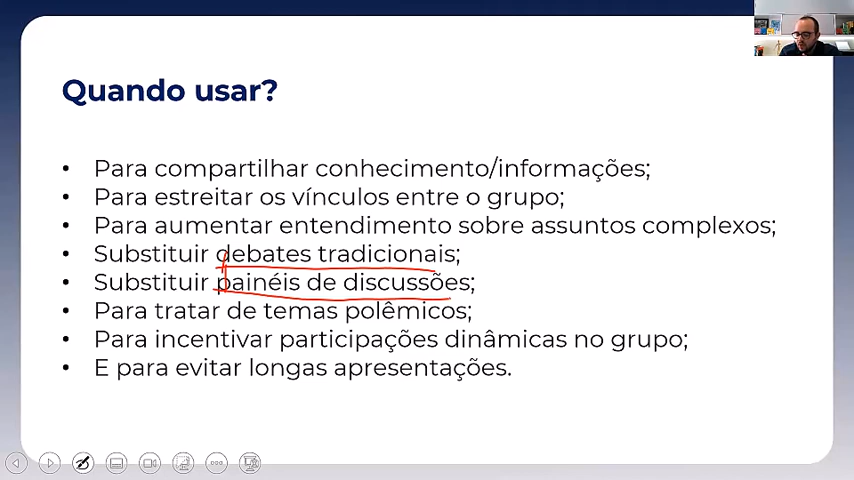 Quando usar?
• Para compartilhar conhecimento/informações;
• Para estreitar os vínculos entre o grupo;
• Para aumentar entendimento sobre assuntos complexos;
• Substituir debates tradicionais;
• Substituir painéis de discussões;
• Para tratar de temas polêmicos;
• Para incentivar participações dinâmicas no grupo;
• E para evitar longas apresentações.